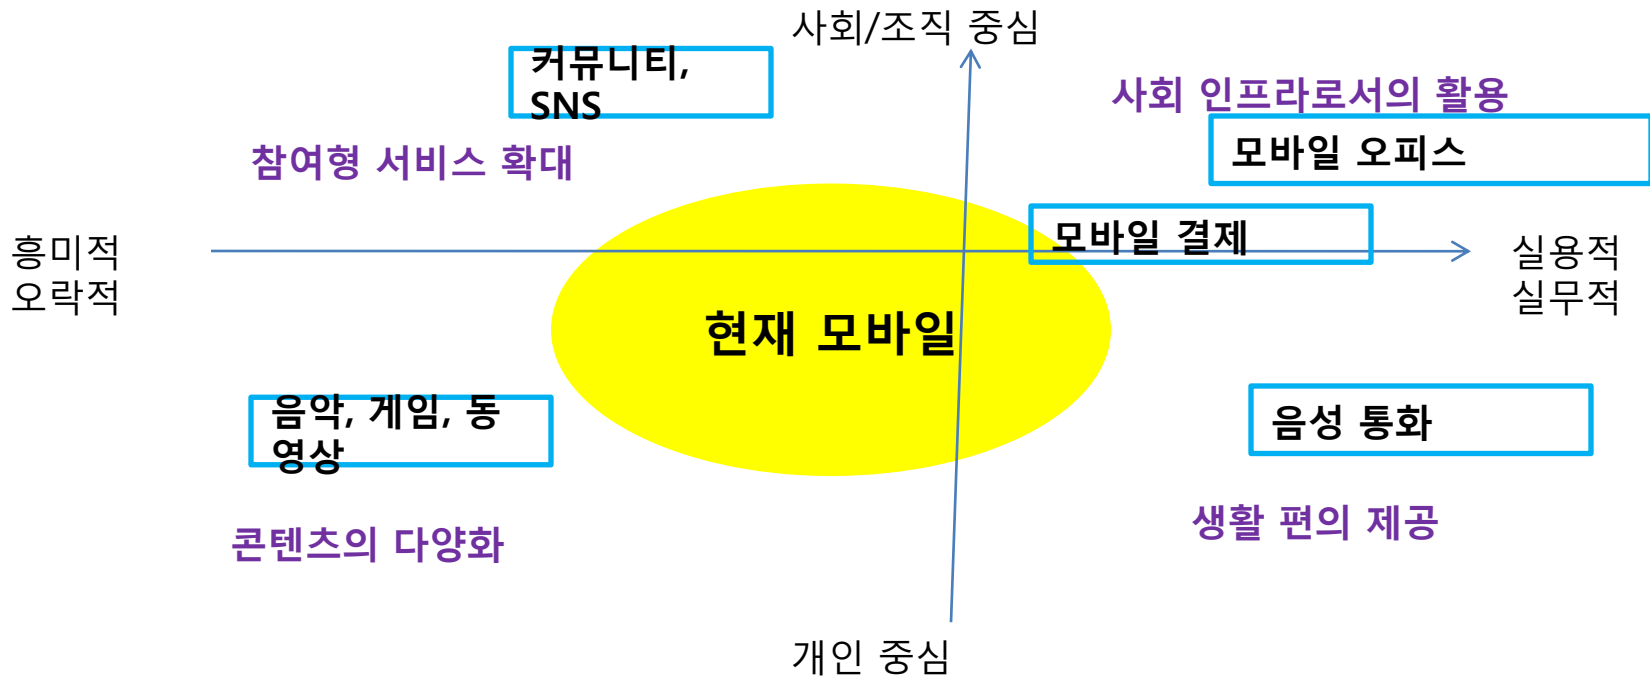 사회/조직 중심
커뮤니티,
SNS
사회 인프라로서의 활용
모바일 오피스
참여형 서비스 확대
모바일 결제
흥미적
오락적
실용적
실무적
현재 모바일
음악, 게임, 동
영상
음성 통화
생활 편의 제공
콘텐츠의 다양화
개인 중심